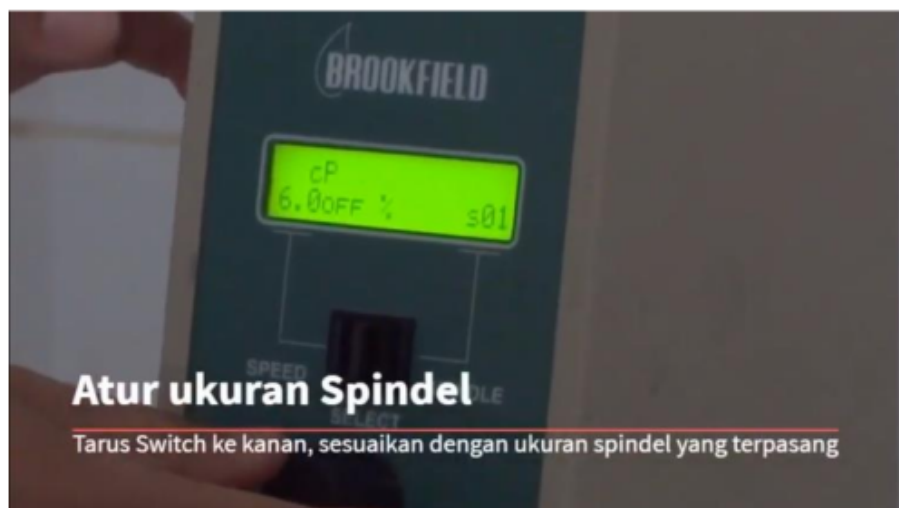 BROOKFIELD
cP
6.0OFF % s01
SPEED
SELECT
Atur ukuran Spindel
Tarus Switch ke kanan, sesuaikan dengan ukuran spindel yang terpasang